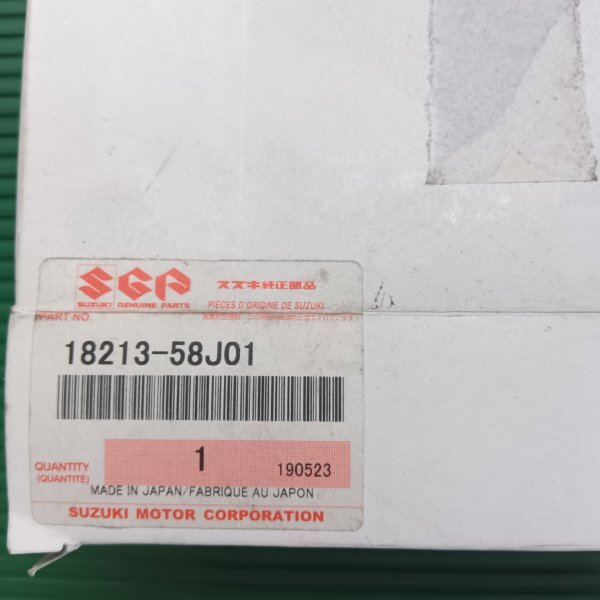 SGP スズキ純正部品
SUZUKI GENUINE PARTS PIÈCES D'ORIGINE DE SUZUKI
PART NO.
18213-58J01
1 190523
QUANTITY
(QUANTITÉ)
MADE IN JAPAN/FABRIQUE AU JAPON
SUZUKI MOTOR CORPORATION